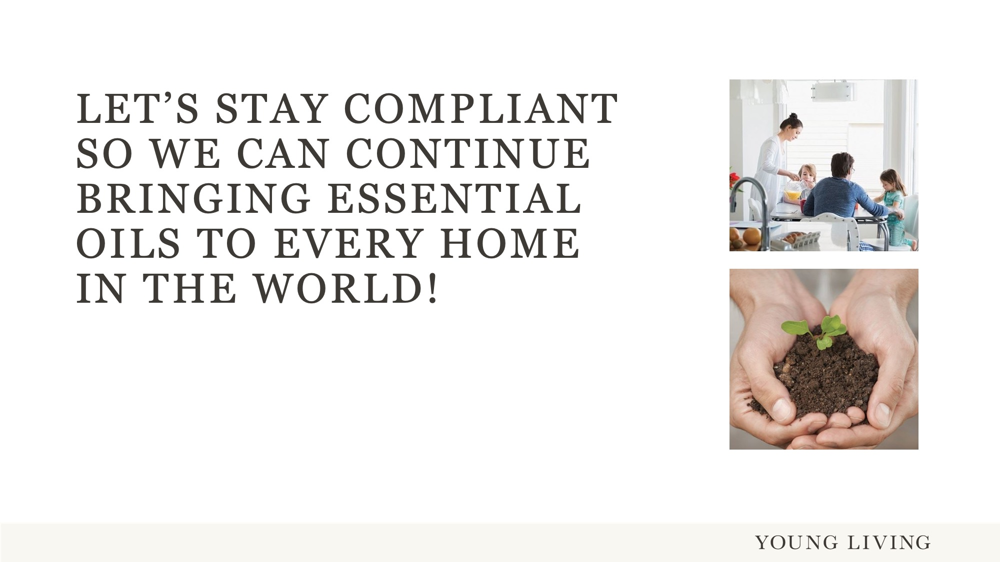 LET’S STAY COMPLIANT
SO WE CAN CONTINUE
BRINGING ESSENTIAL
OILS TO EVERY HOME
IN THE WORLD!
YOUNG LIVING